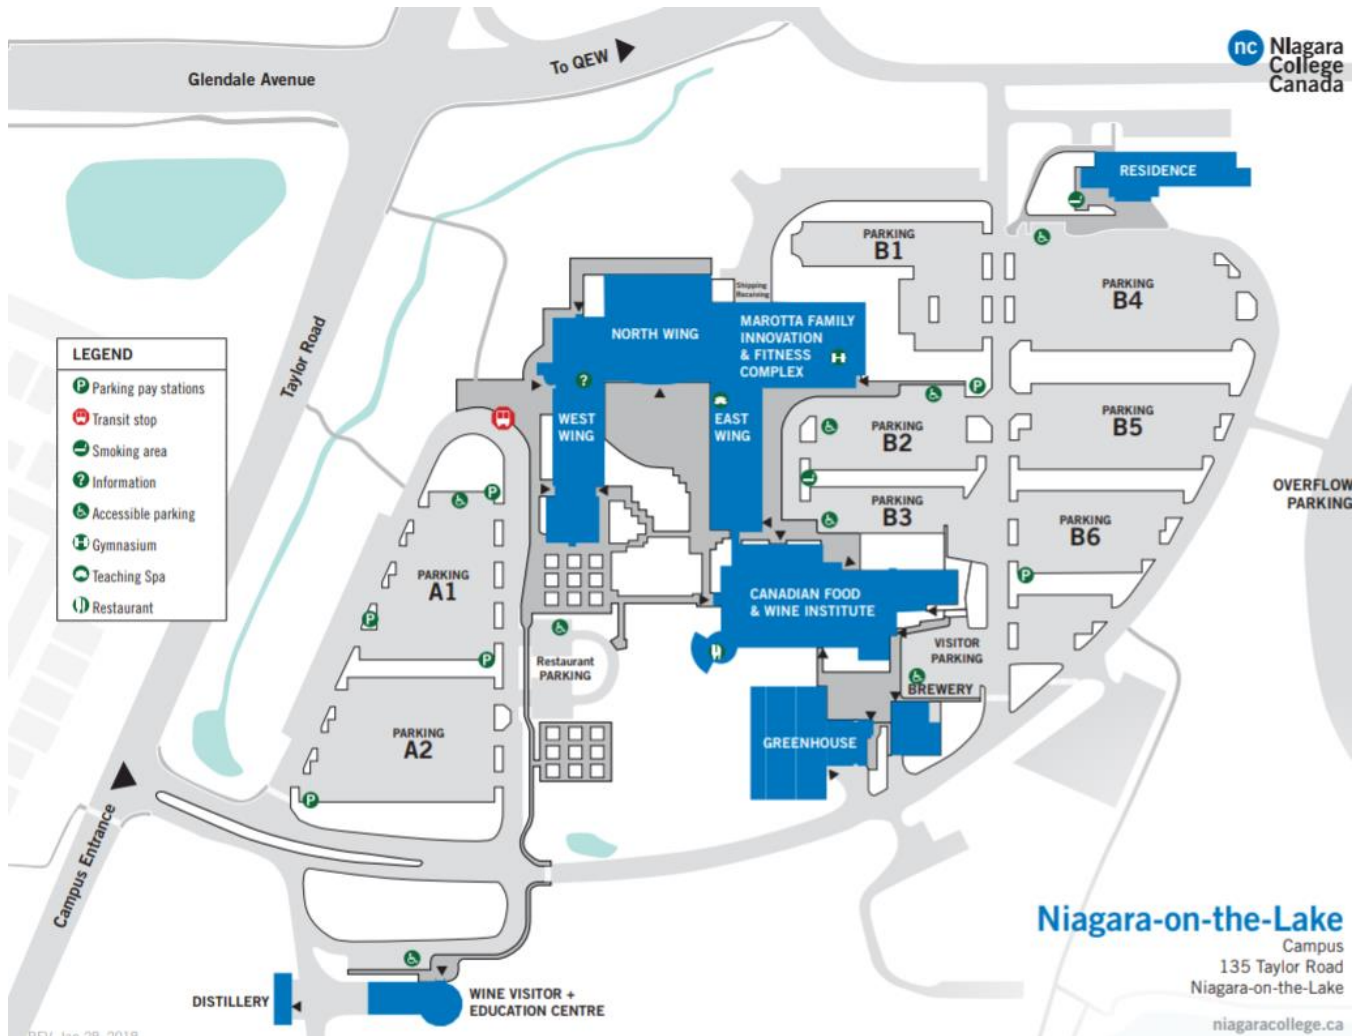 Glendale Avenue
To QEW
nc
Niagara
College
Canada
RESIDENCE
PARKING
B1
PARKING
B4
Shipping
Receiving
NORTH WING
MAROTTA FAMILY
INNOVATION
& FITNESS
COMPLEX
Taylor Road
LEGEND
P Parking pay stations
Transit stop
Smoking area
? Information
Accessible parking
H Gymnasium
Teaching Spa
Restaurant
?
H
P
WEST
WING
EAST
WING
PARKING
B2
PARKING
B5
OVERFLOW
PARKING
P
PARKING
B3
PARKING
B6
P
PARKING
A1
P
P
CANADIAN FOOD
& WINE INSTITUTE
Restaurant
PARKING
VISITOR
PARKING
BREWERY
PARKING
A2
P
GREENHOUSE
Campus Entrance
DISTILLERY
WINE VISITOR +
EDUCATION CENTRE
Niagara-on-the-Lake
Campus
135 Taylor Road
Niagara-on-the-Lake
niagaracollege.ca